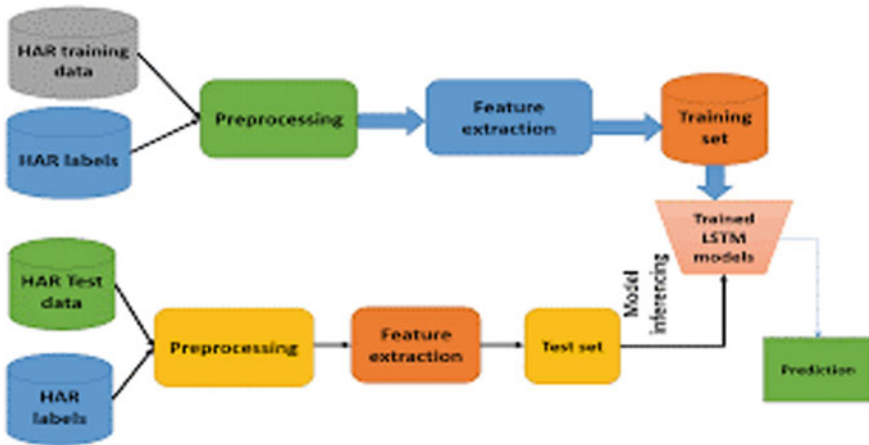 HAR training
data
HAR labels
Preprocessing
Feature
extraction
Training
set
Trained
LSTM
models
HAR Test
data
HAR
labels
Preprocessing
Feature
extraction
Test set
Model
inferencing
Prediction